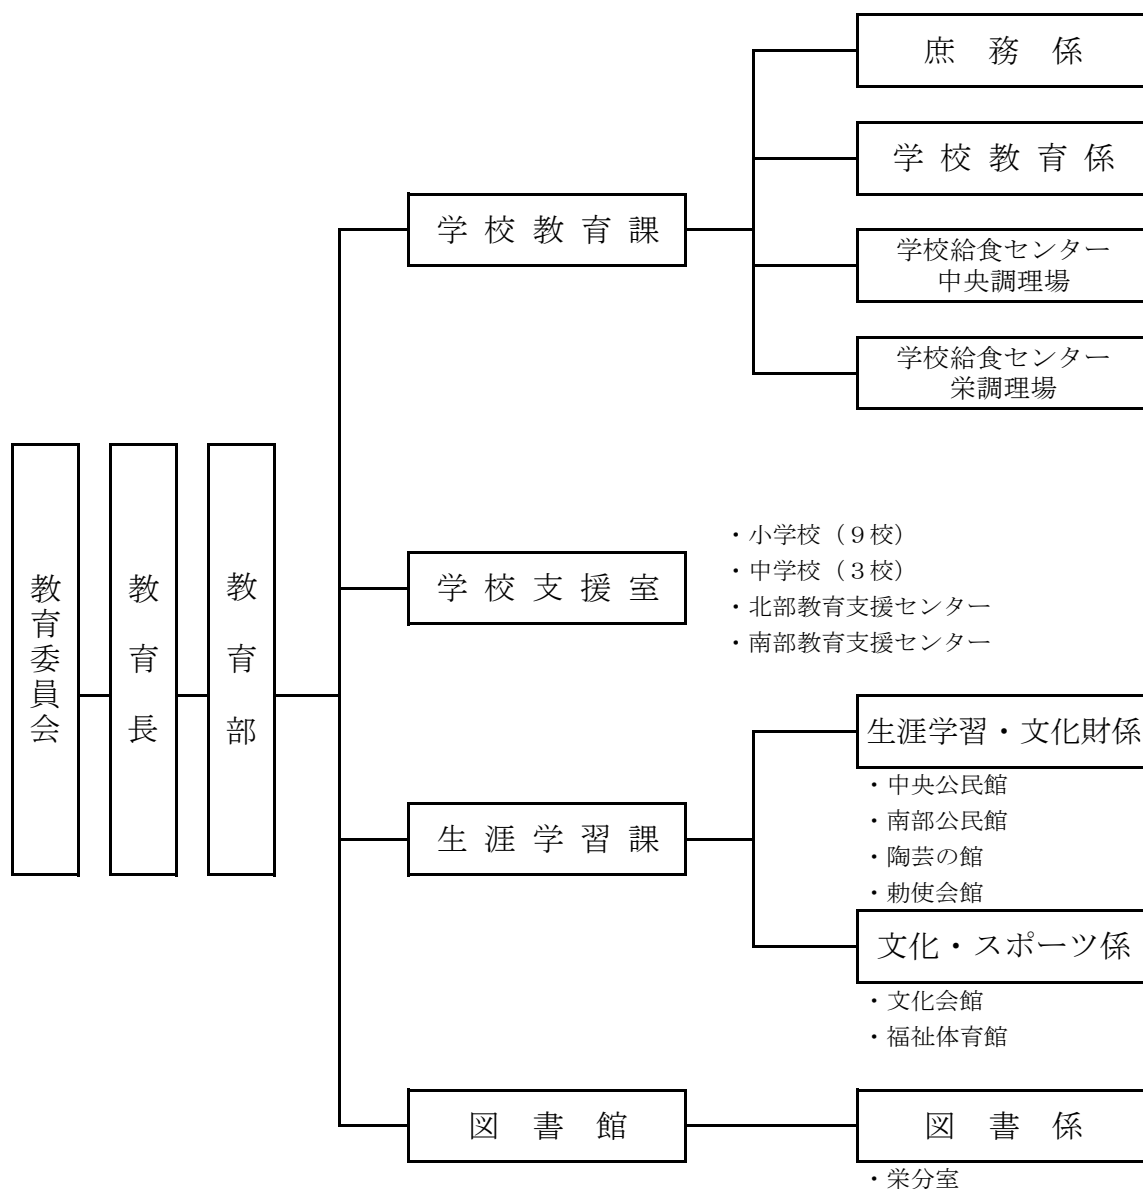 庶務係
学校教育係
学校教育課
学校給食センター
中央調理場
学校給食センター
栄調理場
教育委員会
教育長
教育部
学校支援室
・小学校（９校）
・中学校（３校）
・北部教育支援センター
・南部教育支援センター
生涯学習課
生涯学習・文化財係
・中央公民館
・南部公民館
・陶芸の館
・勅使会館
文化・スポーツ係
・文化会館
・福祉体育館
図書館
図書係
・栄分室